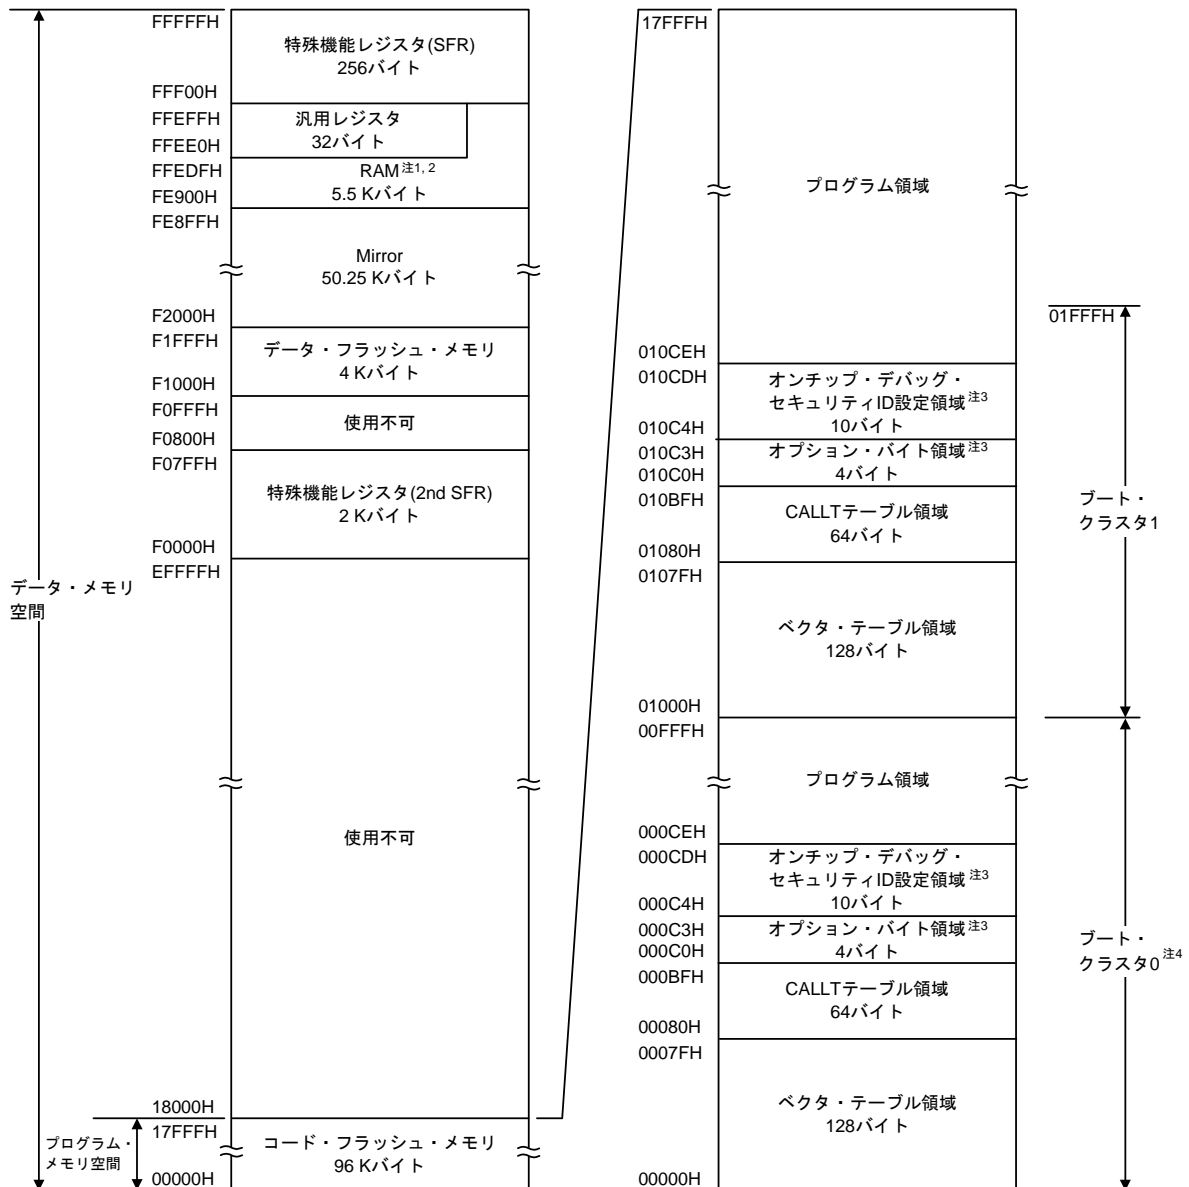 FFFFFH
特殊機能レジスタ(SFR)
256バイト
FFF00H
FFEFFH
汎用レジスタ
32バイト
FFEE0H
FFEDFH
RAM注1, 2
5.5 Kバイト
FE900H
FE8FFH
Mirror
50.25 Kバイト
F2000H
F1FFFH
データ・フラッシュ・メモリ
4 Kバイト
F1000H
F0FFFH
使用不可
F0800H
F07FFH
特殊機能レジスタ(2nd SFR)
2 Kバイト
F0000H
EFFFFH
データ・メモリ
空間
使用不可
18000H
17FFFH
プログラム・
メモリ空間
コード・フラッシュ・メモリ
96 Kバイト
00000H
17FFFH
プログラム領域
01FFFH
010CEH
010CDH
オンチップ・デバッグ・
セキュリティID設定領域注3
10バイト
010C4H
010C3H
オプション・バイト領域注3
4バイト
010C0H
010BFH
CALLTテーブル領域
64バイト
01080H
0107FH
ブート・
クラスタ1
ベクタ・テーブル領域
128バイト
01000H
00FFFH
プログラム領域
000CEH
000CDH
オンチップ・デバッグ・
セキュリティID設定領域注3
10バイト
000C4H
000C3H
オプション・バイト領域注3
4バイト
000C0H
000BFH
ブート・
クラスタ0注4
CALLTテーブル領域
64バイト
00080H
0007FH
ベクタ・テーブル領域
128バイト
00000H